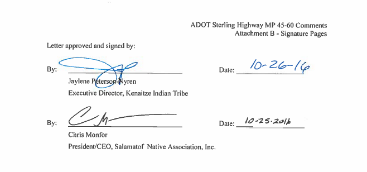 ADOT Sterling Highway MP 45-60 Comments
Attachment B - Signature Pages
Letter approved and signed by:
By: Date: 10-26-16
Jaylene Peterson-Nyren
Executive Director, Kenaitze Indian Tribe
By: Date: 10-25-2016
Chris Monfor
President/CEO, Salamatof Native Association, Inc.